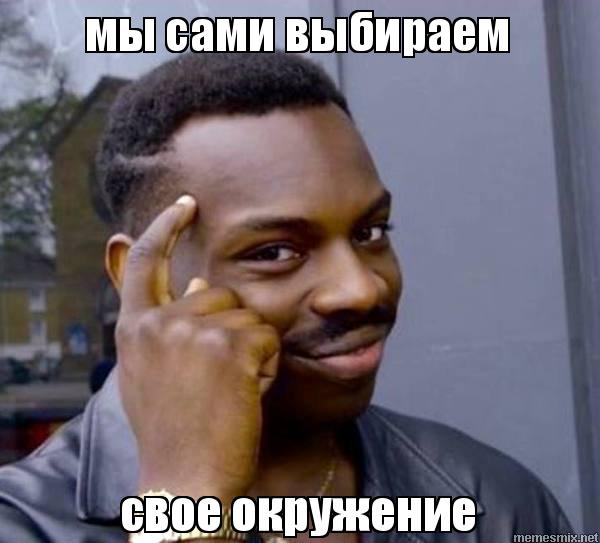 мы сами выбираем
свое окружение
memesmix.net